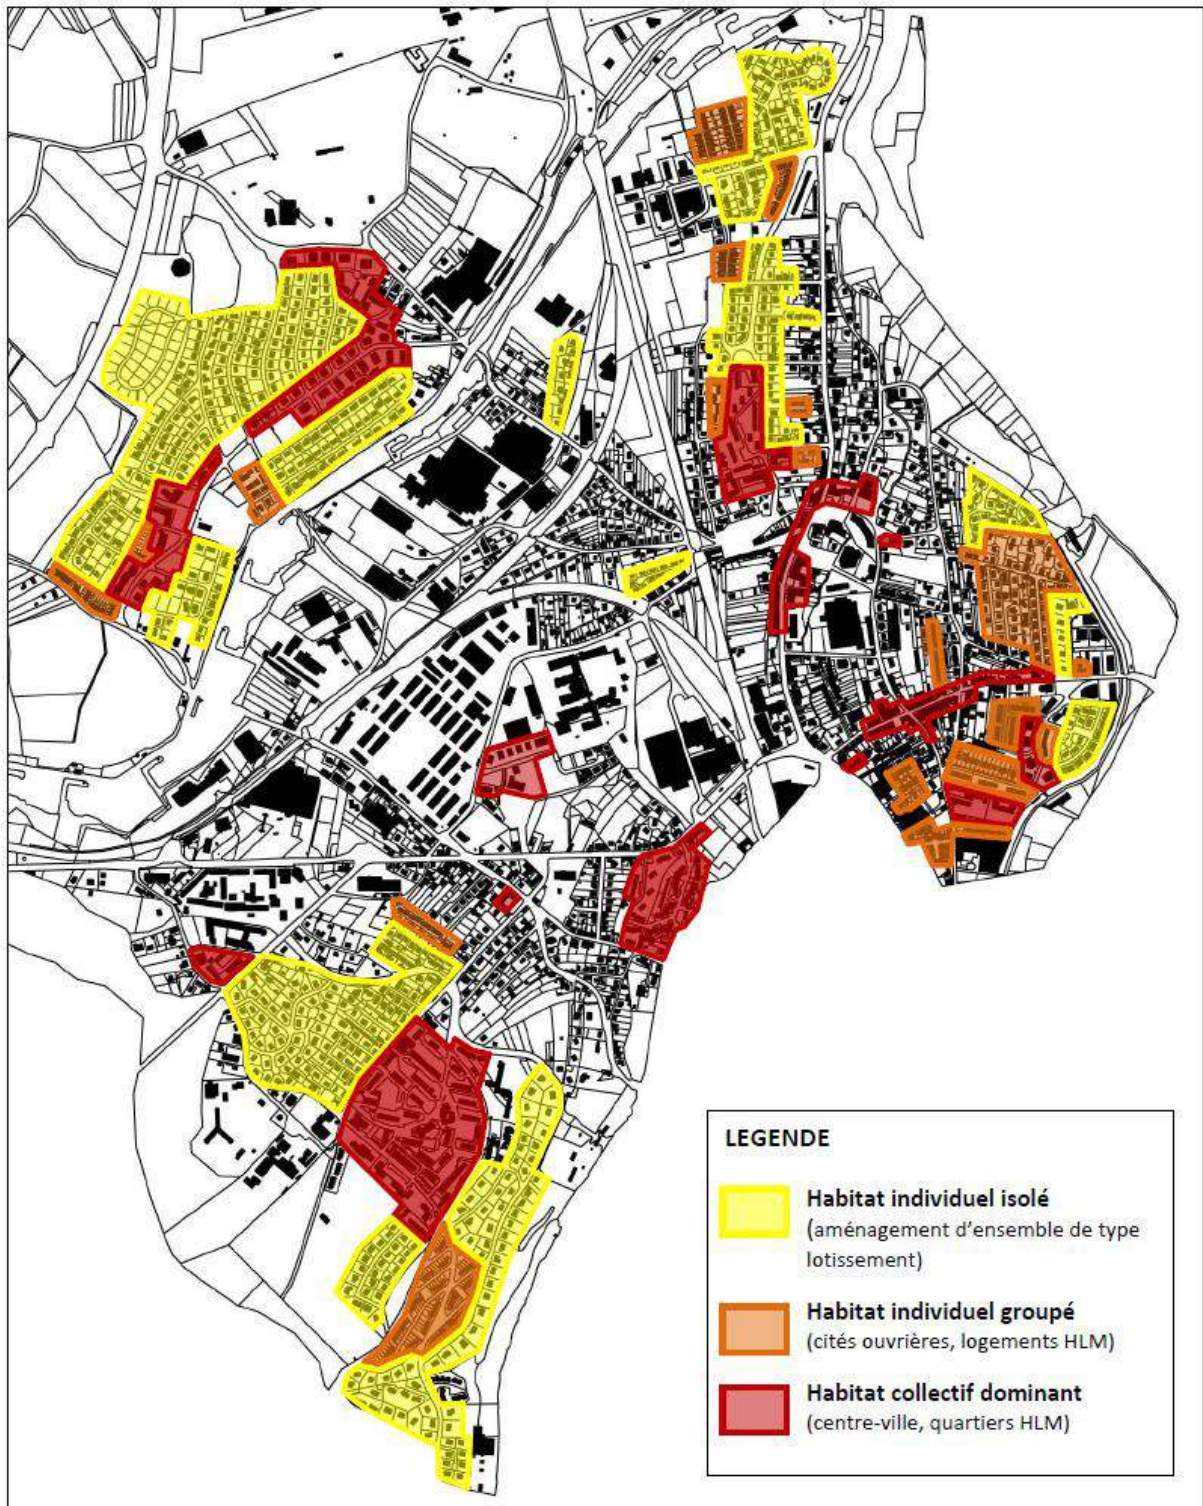 LEGENDE
Habitat individuel isolé
(aménagement d'ensemble de type
lotissement)
Habitat individuel groupé
(cités ouvrières, logements HLM)
Habitat collectif dominant
(centre-ville, quartiers HLM)